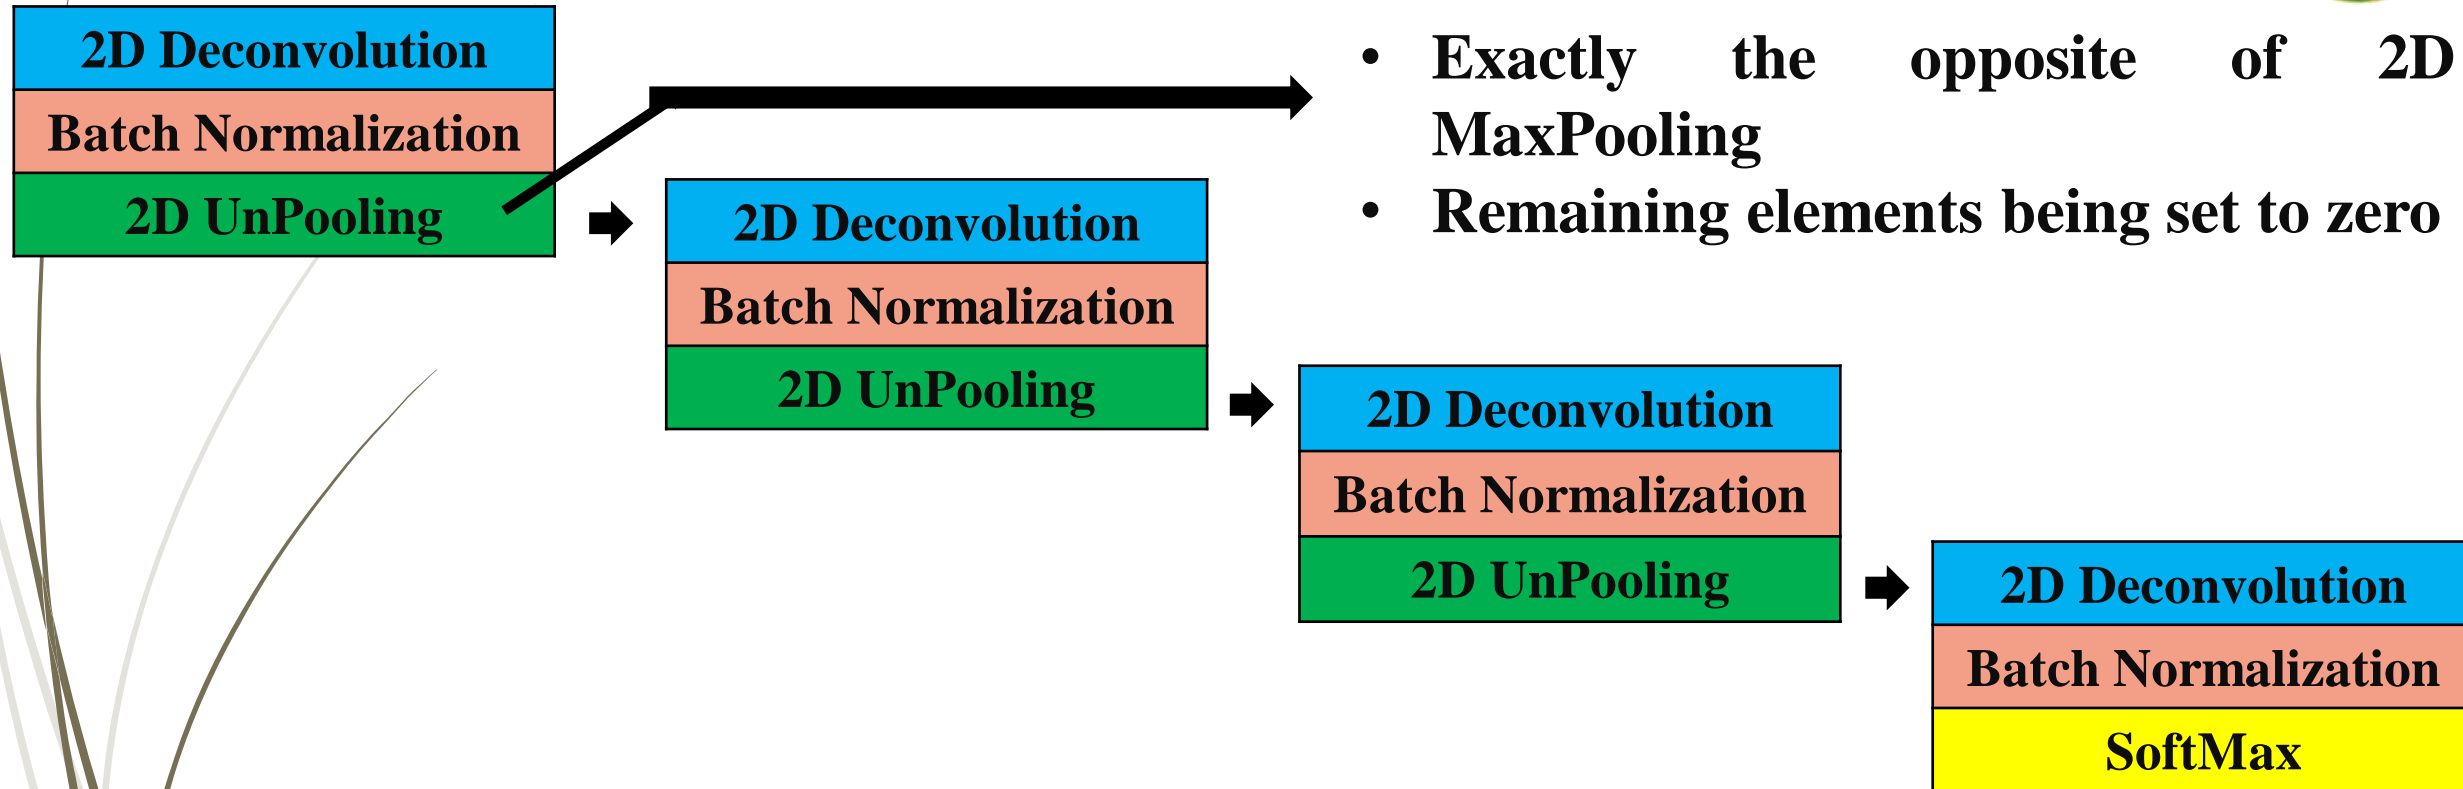 2D Deconvolution
Batch Normalization
2D UnPooling
• Exactly the opposite of 2D
MaxPooling
• Remaining elements being set to zero
2D Deconvolution
Batch Normalization
2D UnPooling
2D Deconvolution
Batch Normalization
2D UnPooling
2D Deconvolution
Batch Normalization
SoftMax